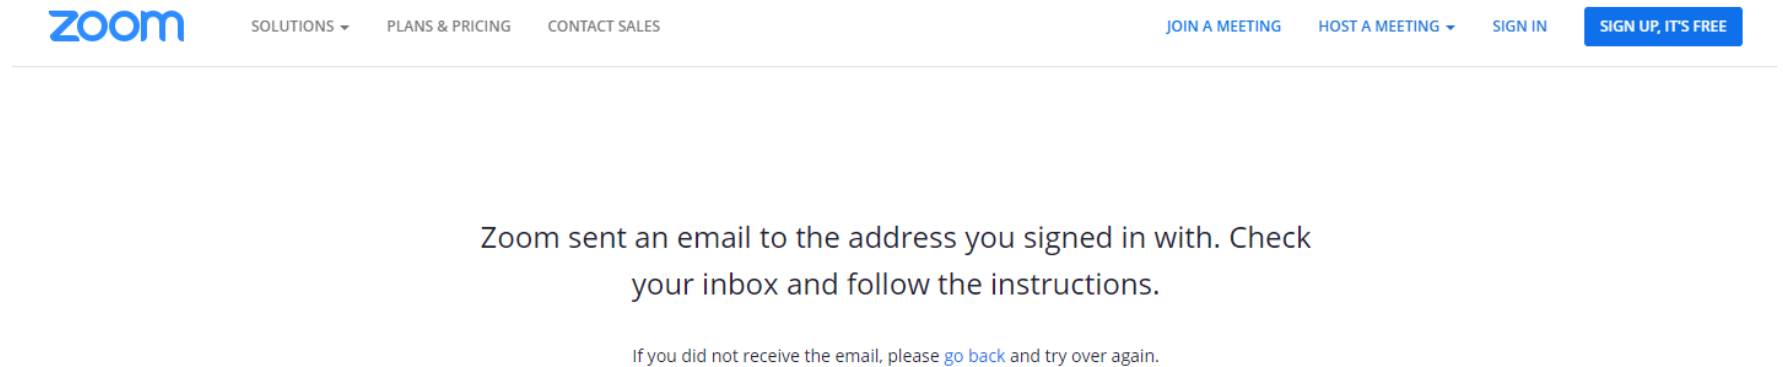 zoom SOLUTIONS PLANS & PRICING CONTACT SALES JOIN A MEETING HOST A MEETING SIGN IN SIGN UP, IT'S FREE
Zoom sent an email to the address you signed in with. Check
your inbox and follow the instructions.
If you did not receive the email, please go back and try over again.